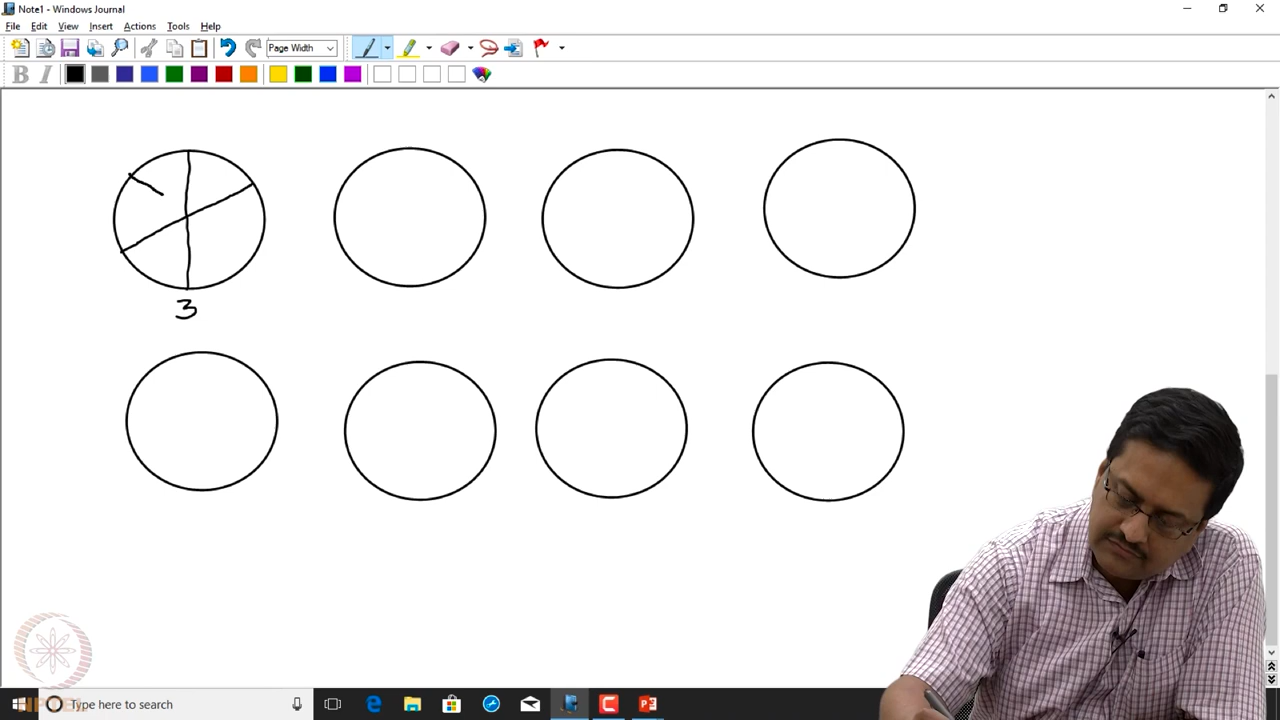 Note1 - Windows Journal
File Edit View Insert Actions Tools Help
Page Width
B I
3
Type here to search